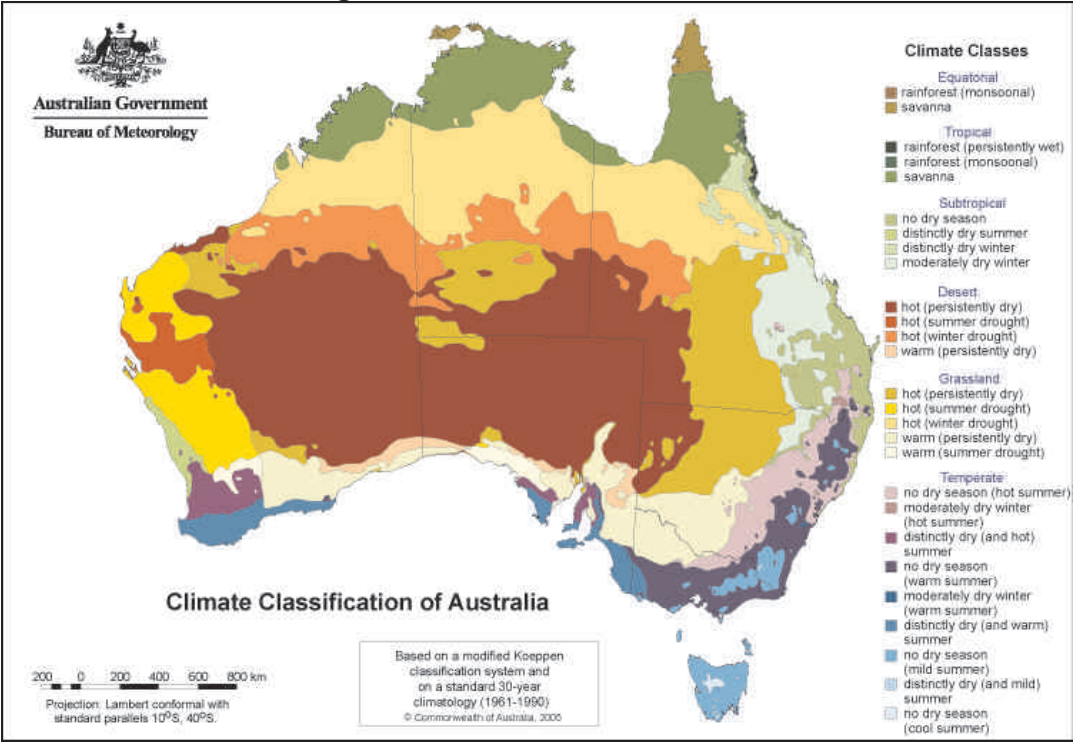 Australian Government
Bureau of Meteorology
Climate Classes
Equatorial
rainforest (monsoonal)
savanna
Tropical
rainforest (persistently wet)
rainforest (monsoonal)
savanna
Subtropical
no dry season
distinctly dry summer
distinctly dry winter
moderately dry winter
Desert
hot (persistently dry)
hot (summer drought)
hot (winter drought)
warm (persistently dry)
Grassland
hot (persistently dry)
hot (summer drought)
hot (winter drought)
warm (persistently dry)
warm (summer drought)
Temperate
no dry season (hot summer)
moderately dry winter
(hot summer)
distinctly dry (and hot)
summer
no dry season
(warm summer)
moderately dry winter
(warm summer)
distinctly dry (and warm)
summer
no dry season
(mild summer)
distinctly dry (and mild)
summer
no dry season
(cool summer)
Climate Classification of Australia
Based on a modified Koeppen
classification system and
on a standard 30-year
climatology (1961-1990)
© Commonwealth of Australia, 2005
200 0 200 400 600 800 km
Projection: Lambert conformal with
standard parallels 10°S, 40°S.